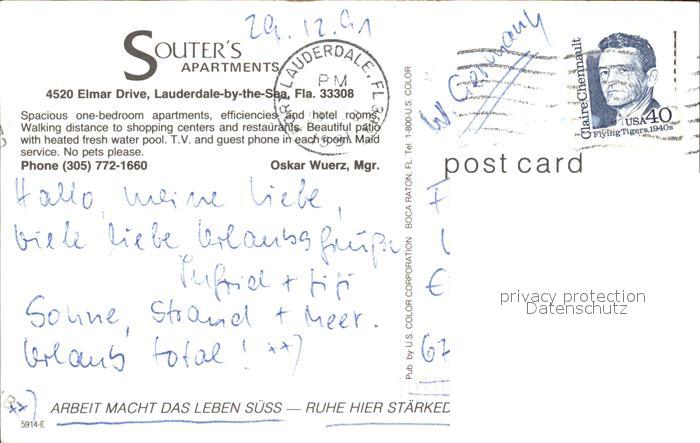 29.12.91
SOUTER'S
APARTMENTS
4520 Elmar Drive, Lauderdale-by-the-Sea, Fla. 33308
Spacious one-bedroom apartments, efficiencies and hotel rooms.
Walking distance to shopping centers and restaurants. Beautiful patio
with heated fresh water pool. T.V. and guest phone in each room. Maid
service. No pets please.
Phone (305) 772-1660 Oskar Wuerz, Mgr.
Hallo, meine Liebe,
viele liebe Urlaubsgrüße
Ingrid + Gigi
Sonne, Strand + Meer.
Urlaub total! **)
**) ARBEIT MACHT DAS LEBEN SÜSS — RUHE HIER STÄRKED
5914-E
LAUDERDALE, FL
PM
Pub. by U.S. COLOR CORPORATION BOCA RATON, FL. Tel. 1-800-U.S. COLOR
W. Germany
Claire Chennault
USA 40
Flying Tigers, 1940s
post card
privacy protection
Datenschutz
67